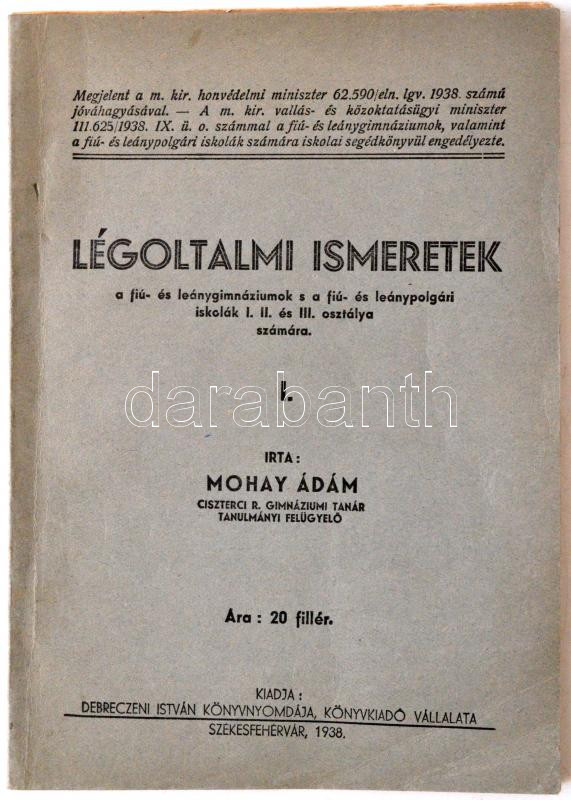 Megjelent a m. kir. honvédelmi miniszter 62.590/eln. lgv. 1938. számú
jóváhagyásával. — A m. kir. vallás- és közoktatásügyi miniszter
111.625/1938. IX. ü. o. számmal a fiú- és leánygimnáziumok, valamint
a fiú- és leánypolgári iskolák számára iskolai segédkönyvül engedélyezte.
LÉGOLTALMI ISMERETEK
a fiú- és leánygimnáziumok s a fiú- és leánypolgári
iskolák I. II. és III. osztálya
számára.
I.
darabanth
IRTA:
MOHAY ÁDÁM
CISZTERCI R. GIMNÁZIUMI TANÁR
TANULMÁNYI FELÜGYELŐ
Ára: 20 fillér.
KIADJA:
DEBRECZENI ISTVÁN KÖNYVNYOMDÁJA, KÖNYVKIADÓ VÁLLALATA
SZÉKESFEHÉRVÁR, 1938.